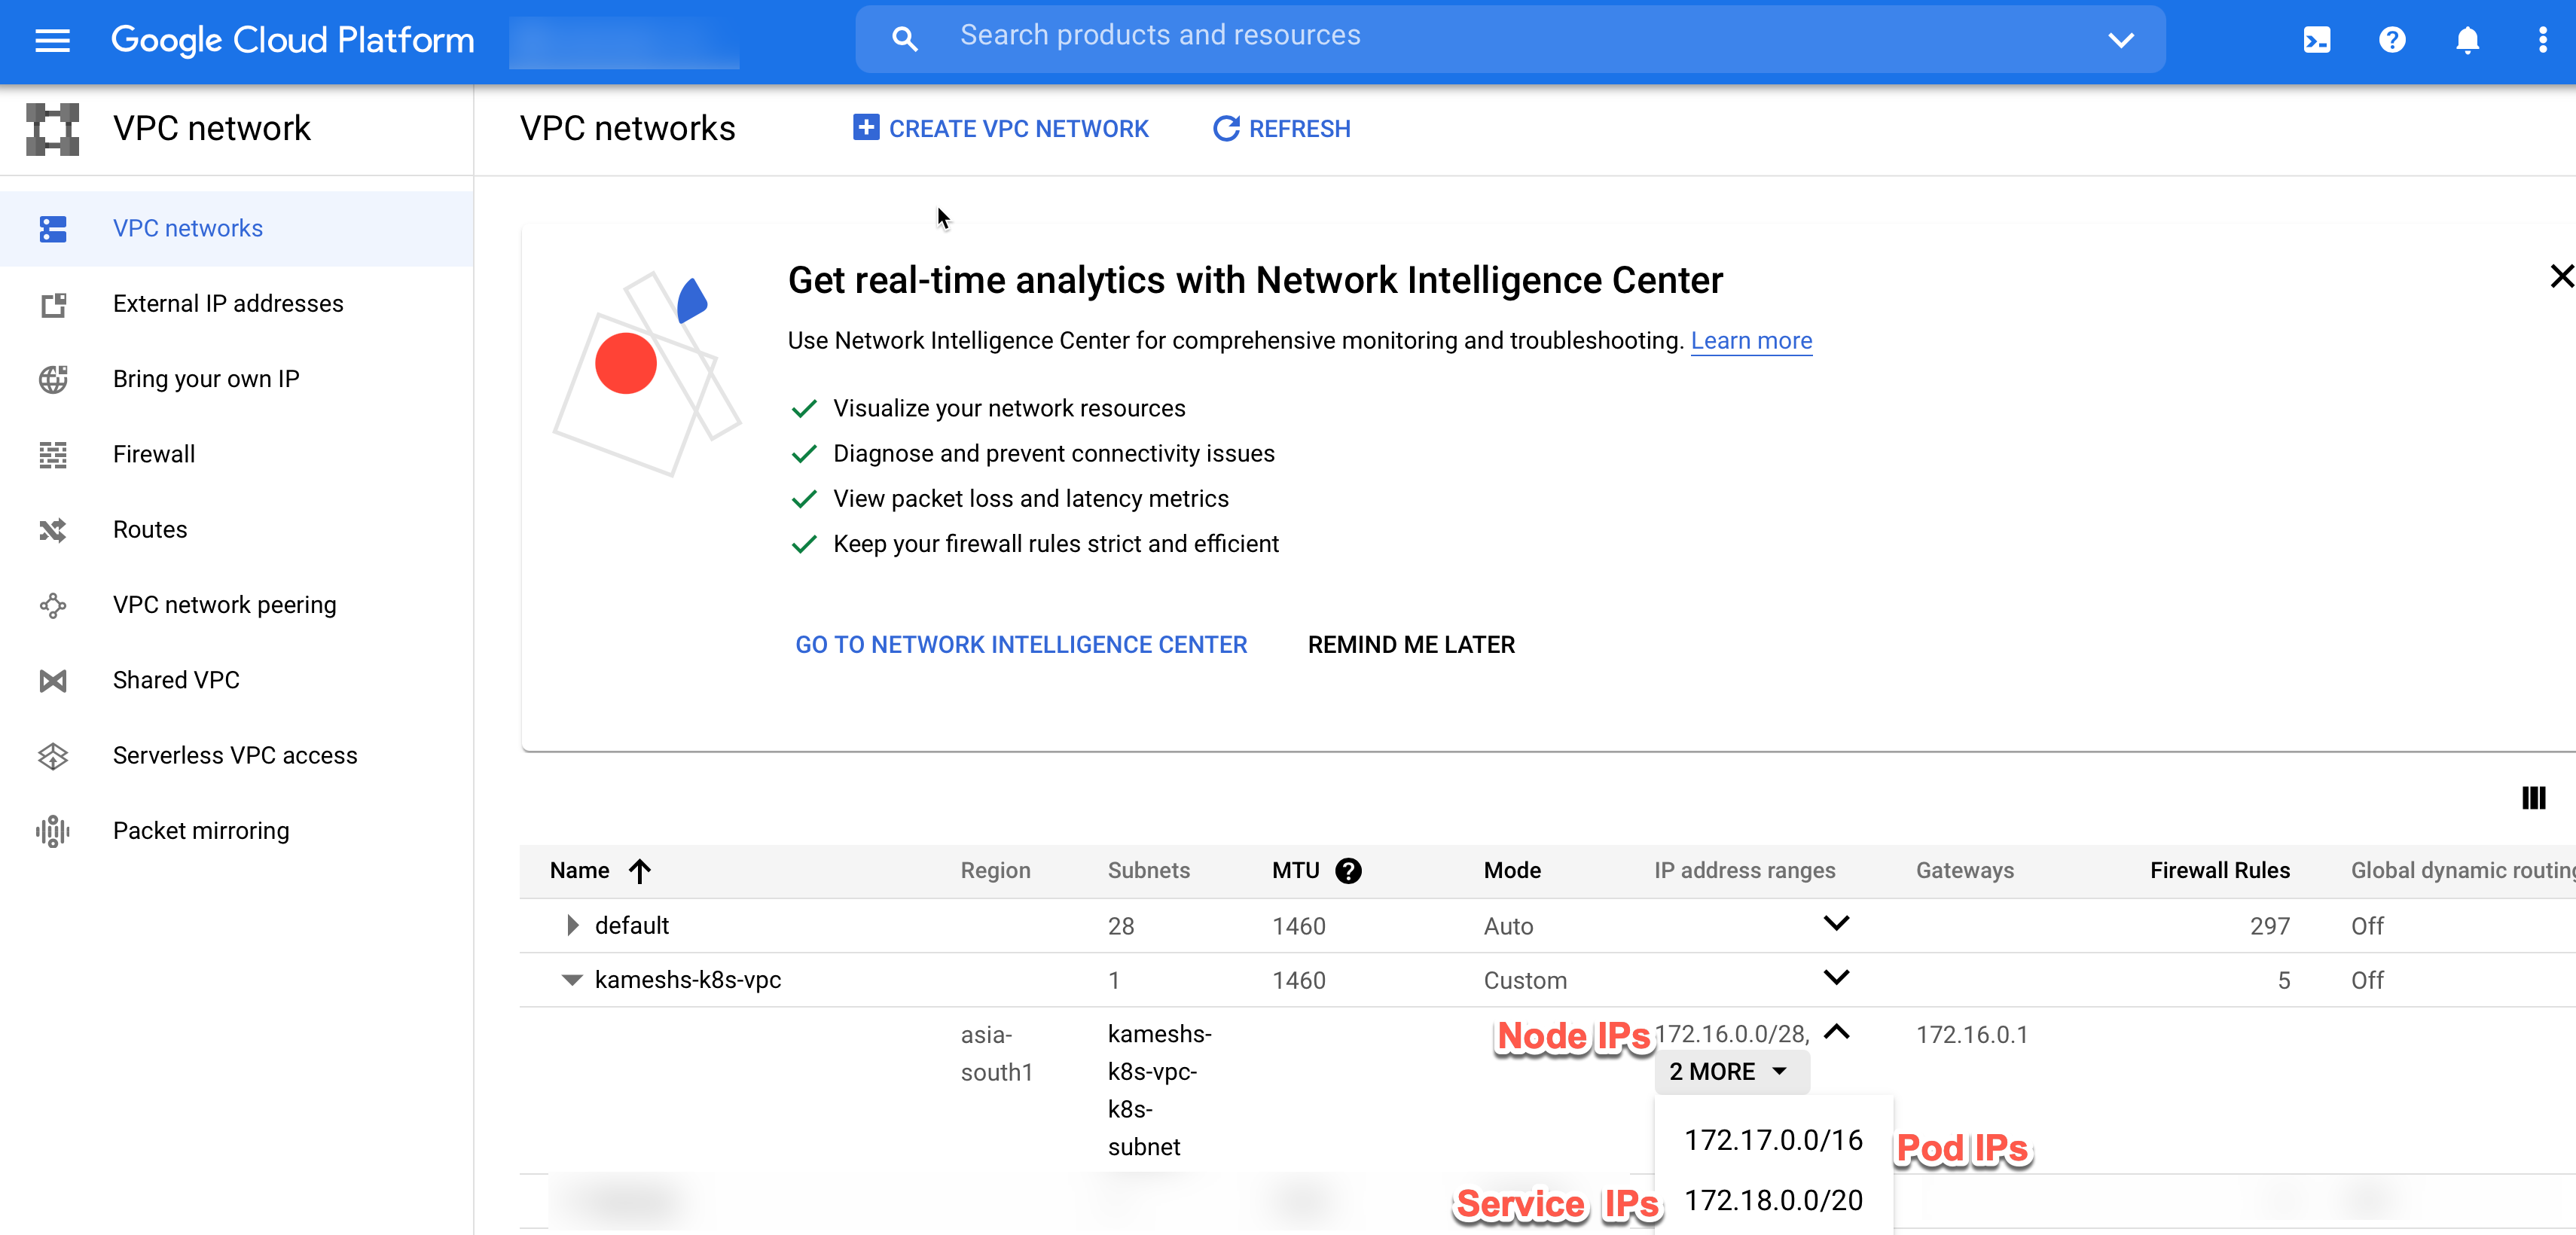 Google Cloud Platform
Search products and resources
VPC network
VPC networks
CREATE VPC NETWORK
REFRESH
VPC networks
External IP addresses
Bring your own IP
Firewall
Routes
VPC network peering
Shared VPC
Serverless VPC access
Packet mirroring
Get real-time analytics with Network Intelligence Center
Use Network Intelligence Center for comprehensive monitoring and troubleshooting. Learn more
Visualize your network resources
Diagnose and prevent connectivity issues
View packet loss and latency metrics
Keep your firewall rules strict and efficient
GO TO NETWORK INTELLIGENCE CENTER REMIND ME LATER
Name Region Subnets MTU Mode IP address ranges Gateways Firewall Rules Global dynamic routing
default 28 1460 Auto 297 Off
kameshs-k8s-vpc 1 1460 Custom 5 Off
asia-
south1
kameshs-
k8s-vpc-
k8s-
subnet
Node IPs 172.16.0.0/28, 172.16.0.1
2 MORE
172.17.0.0/16 Pod IPs
Service IPs 172.18.0.0/20